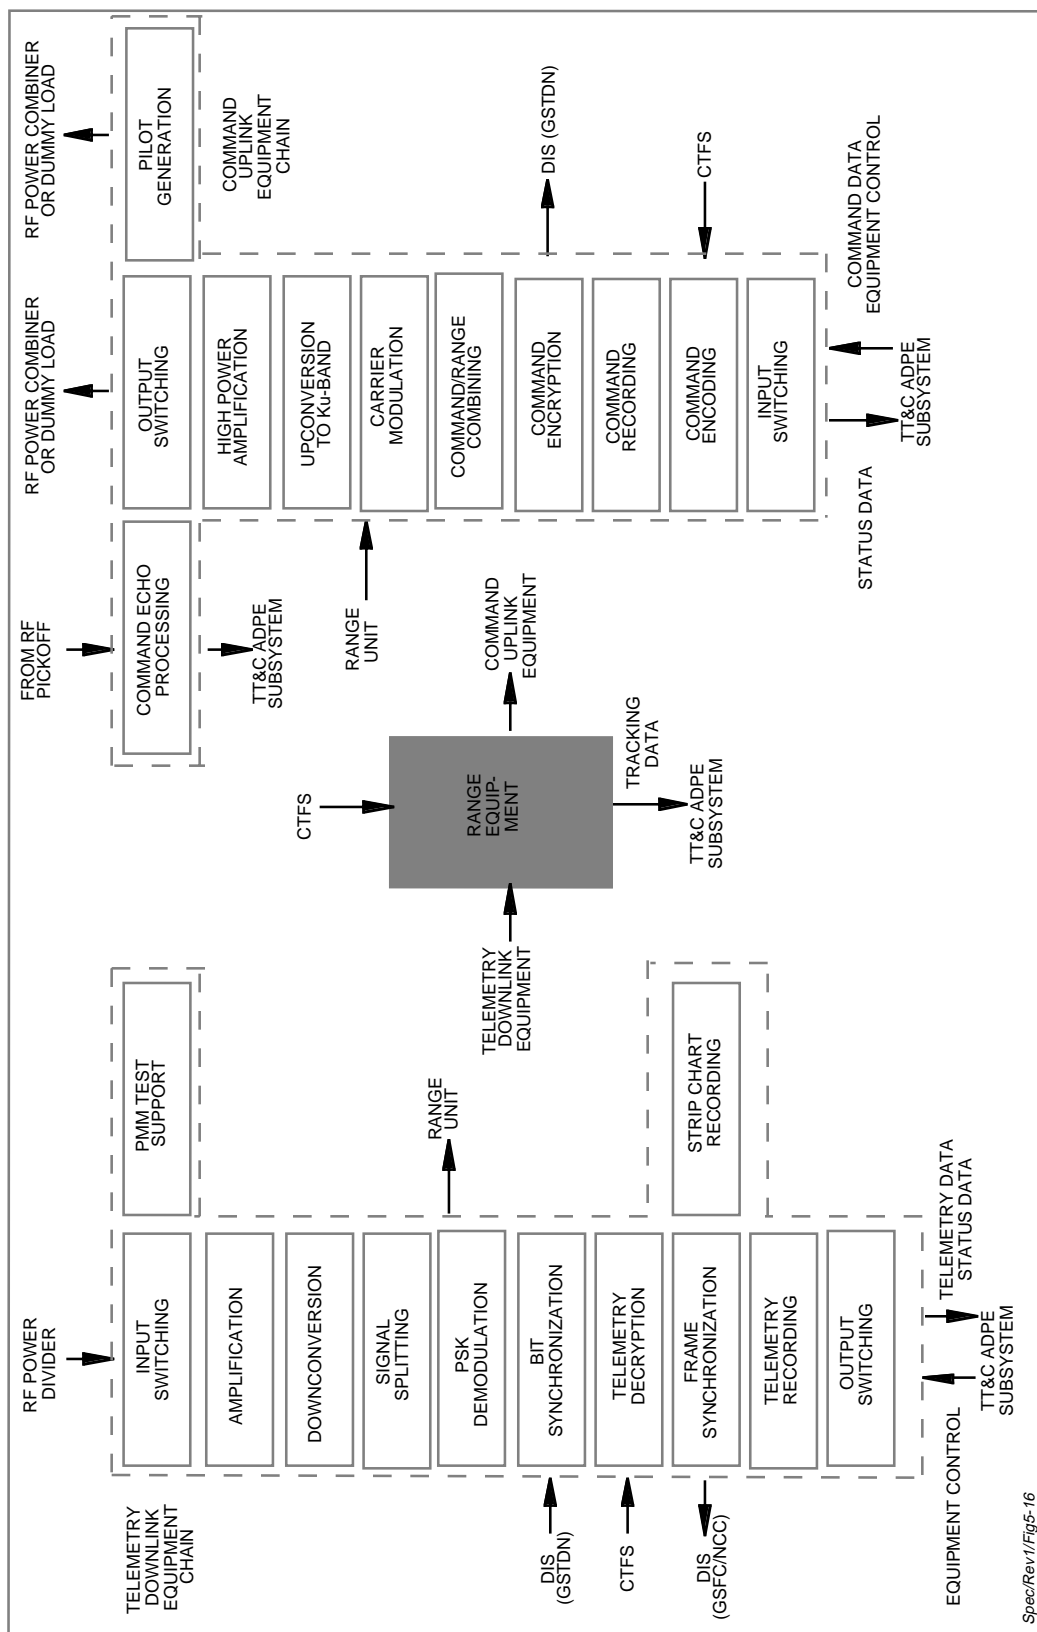 RF POWER
DIVIDER
TELEMETRY
DOWNLINK
EQUIPMENT
CHAIN
INPUT
SWITCHING
AMPLIFICATION
DOWNCONVERSION
SIGNAL
SPLITTING
PSK
DEMODULATION
BIT
SYNCHRONIZATION
TELEMETRY
DECRYPTION
FRAME
SYNCHRONIZATION
TELEMETRY
RECORDING
OUTPUT
SWITCHING
PMM TEST
SUPPORT
STRIP CHART
RECORDING
RANGE
UNIT
DIS
(GSTDN)
CTFS
DIS
(GSFC/NCC)
EQUIPMENT CONTROL
TELEMETRY DATA
STATUS DATA
TT&C ADPE
SUBSYSTEM
CTFS
TELEMETRY
DOWNLINK
EQUIPMENT
RANGE
EQUIP-
MENT
COMMAND
UPLINK
EQUIPMENT
TRACKING
DATA
TT&C ADPE
SUBSYSTEM
FROM RF
PICKOFF
COMMAND ECHO
PROCESSING
TT&C ADPE
SUBSYSTEM
RANGE
UNIT
RF POWER COMBINER
OR DUMMY LOAD
OUTPUT
SWITCHING
HIGH POWER
AMPLIFICATION
UPCONVERSION
TO Ku-BAND
CARRIER
MODULATION
COMMAND/RANGE
COMBINING
COMMAND
ENCRYPTION
COMMAND
RECORDING
COMMAND
ENCODING
INPUT
SWITCHING
RF POWER COMBINER
OR DUMMY LOAD
PILOT
GENERATION
COMMAND
UPLINK
EQUIPMENT
CHAIN
DIS (GSTDN)
CTFS
STATUS DATA
COMMAND DATA
EQUIPMENT CONTROL
TT&C ADPE
SUBSYSTEM
Spec/Rev1/Fig5-16